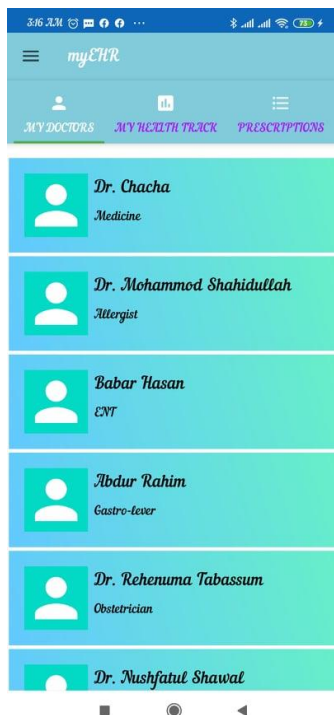 3:16 AM ... 73
myEHR
MY DOCTORS MY HEALTH TRACK PRESCRIPTIONS
Dr. Chacha
Medicine
Dr. Mohammod Shahidullah
Allergist
Babar Hasan
ENT
Abdur Rahim
Gastro-lever
Dr. Rehenuma Tabassum
Obstetrician
Dr. Nushfatul Shawal